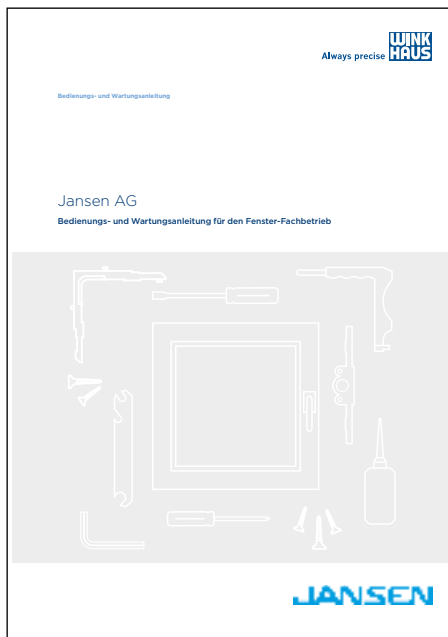 Always precise
WINK
HAUS
Bedienungs- und Wartungsanleitung
Jansen AG
Bedienungs- und Wartungsanleitung für den Fenster-Fachbetrieb
JANSEN